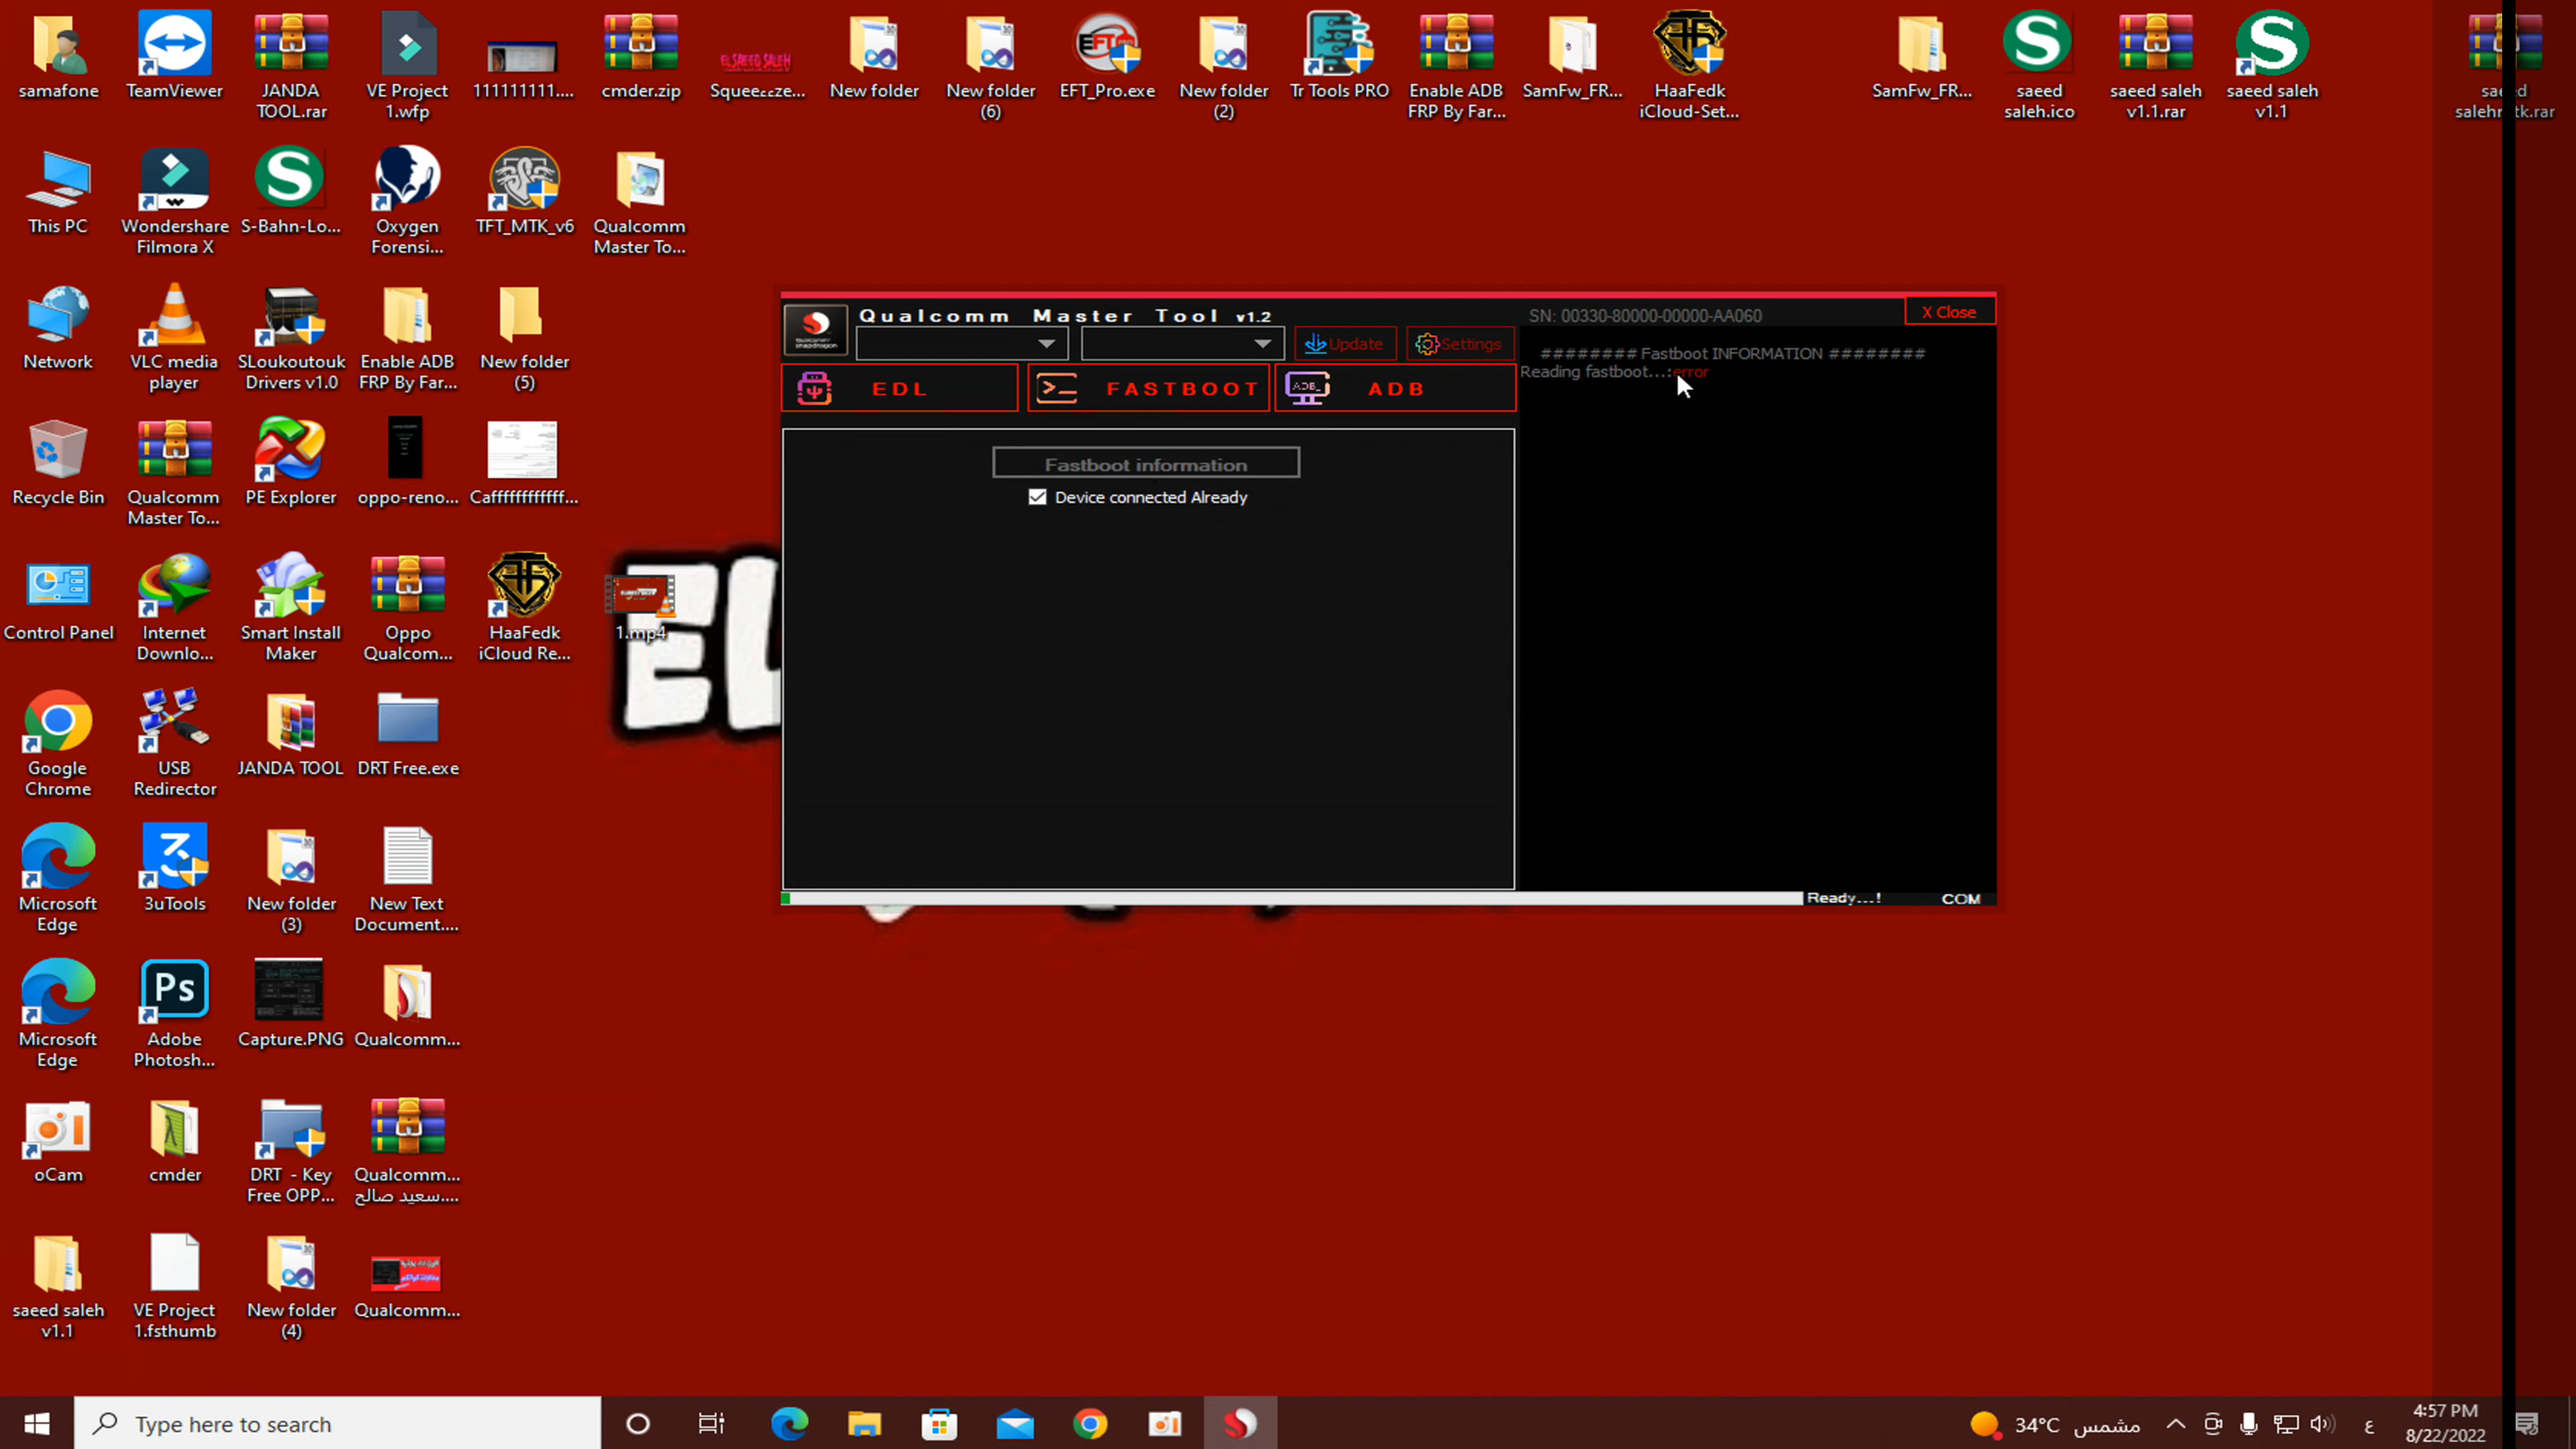 samafone
TeamViewer
JANDA
TOOL.rar
VE Project
1.wfp
111111111....
cmder.zip
ELSAEED SALEH
New folder
New folder
(6)
EFT_Pro.exe
New folder
(2)
Tr Tools PRO
Enable ADB
FRP By Far...
SamFw_FR...
HaaFedk
iCloud-Set...
SamFw_FR...
saeed
saleh.ico
saeed saleh
v1.1.rar
saeed saleh
v1.1
This PC
Wondershare
Filmora X
S-Bahn-Lo...
Oxygen
Forensi...
TFT_MTK_v6
Qualcomm
Master To...
Network
VLC media
player
SLoukoutouk
Drivers v1.0
Enable ADB
FRP By Far...
New folder
(5)
Recycle Bin
Qualcomm
Master To...
PE Explorer
oppo-reno...
Caffffffffffff...
Control Panel
Internet
Downlo...
Smart Install
Maker
Oppo
Qualcom...
HaaFedk
iCloud Re...
1.mp4
Google
Chrome
USB
Redirector
JANDA TOOL
DRT Free.exe
Microsoft
Edge
3uTools
New folder
(3)
New Text
Document....
Microsoft
Edge
Ps
Adobe
Photosh...
Capture.PNG
Qualcomm...
oCam
cmder
DRT - Key
Free OPP...
Qualcomm...
سعيد صالح....
saeed saleh
v1.1
VE Project
1.fsthumb
New folder
(4)
Qualcomm...
Qualcomm Master Tool v1.2
SN: 00330-80000-00000-AA060
X Close
Update
Settings
EDL
FASTBOOT
ADB
Fastboot information
Device connected Already
######## Fastboot INFORMATION ########
Reading fastboot...:error
Ready...!
COM
Type here to search
34°C مشمس
ع
4:57 PM
8/22/2022